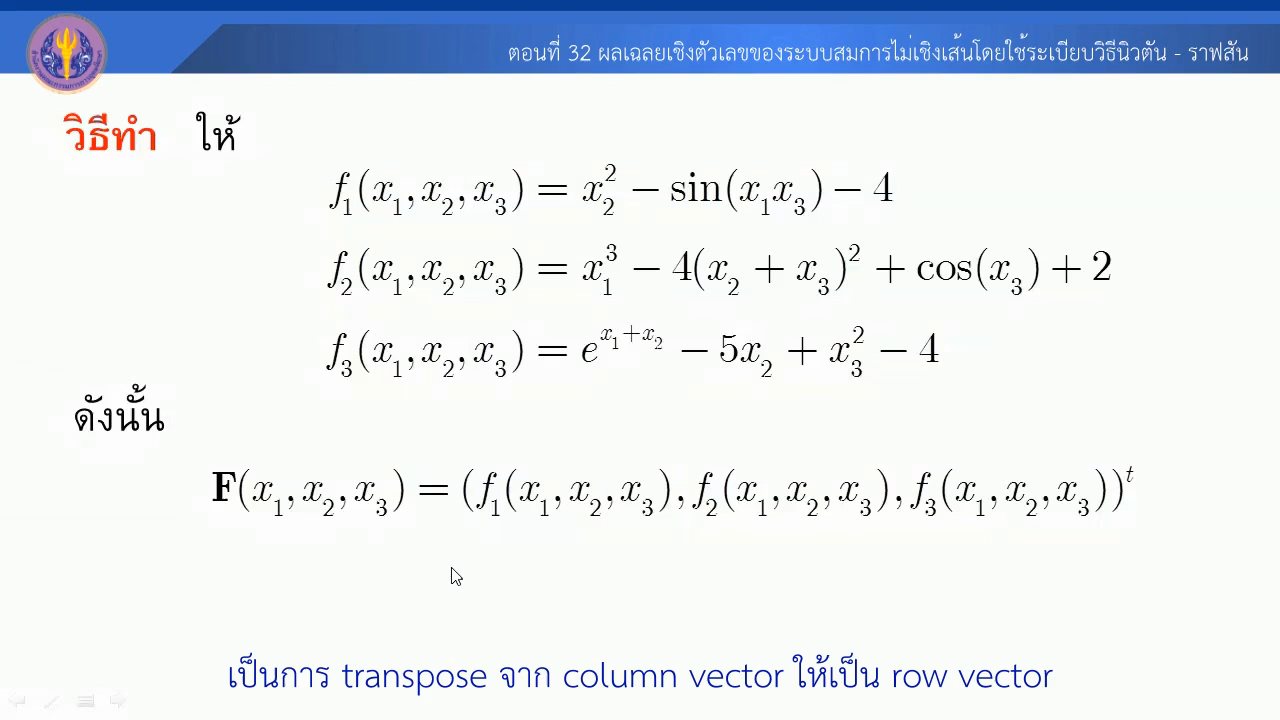 ตอนที่ 32 ผลเฉลยเชิงตัวเลขของระบบสมการไม่เชิงเส้นโดยใช้ระเบียบวิธีนิวตัน - ราฟสัน
วิธีทำ ให้
f₁(x₁,x₂,x₃) = x₂² − sin(x₁x₃) − 4
f₂(x₁,x₂,x₃) = x₁³ − 4(x₂ + x₃)² + cos(x₃) + 2
f₃(x₁,x₂,x₃) = e^{x₁+x₂} − 5x₂ + x₃² − 4
ดังนั้น
F(x₁,x₂,x₃) = (f₁(x₁,x₂,x₃), f₂(x₁,x₂,x₃), f₃(x₁,x₂,x₃))ᵗ
เป็นการ transpose จาก column vector ให้เป็น row vector